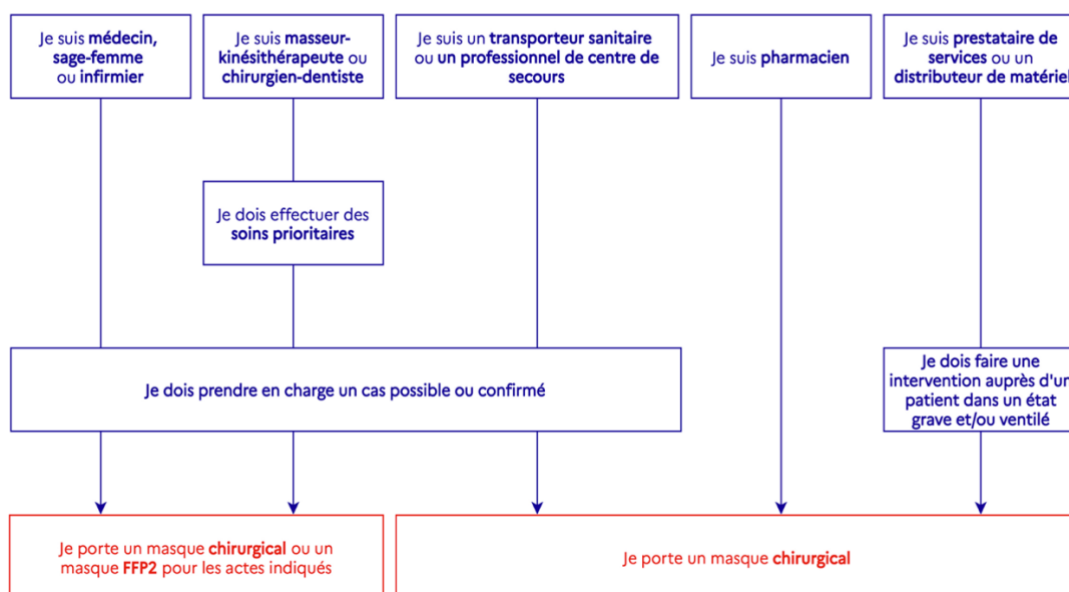 Je suis médecin,
sage-femme
ou infirmier
Je suis masseur-
kinésithérapeute ou
chirurgien-dentiste
Je suis un transporteur sanitaire
ou un professionnel de centre de
secours
Je suis pharmacien
Je suis prestataire de
services ou un
distributeur de matériel
Je dois effectuer des
soins prioritaires
Je dois prendre en charge un cas possible ou confirmé
Je dois faire une
intervention auprès d'un
patient dans un état
grave et/ou ventilé
Je porte un masque chirurgical ou un
masque FFP2 pour les actes indiqués
Je porte un masque chirurgical